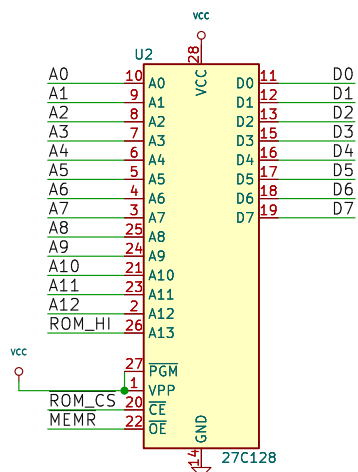 VCC
U2
28
VCC
A0 10 A0 D0 11 D0
A1 9 A1 D1 12 D1
A2 8 A2 D2 13 D2
A3 7 A3 D3 15 D3
A4 6 A4 D4 16 D4
A5 5 A5 D5 17 D5
A6 4 A6 D6 18 D6
A7 3 A7 D7 19 D7
A8 25 A8
A9 24 A9
A10 21 A10
A11 23 A11
A12 2 A12
ROM_HI 26 A13
VCC
27 PGM
1 VPP
ROM_CS 20 CE
MEMR 22 OE
GND
14
27C128